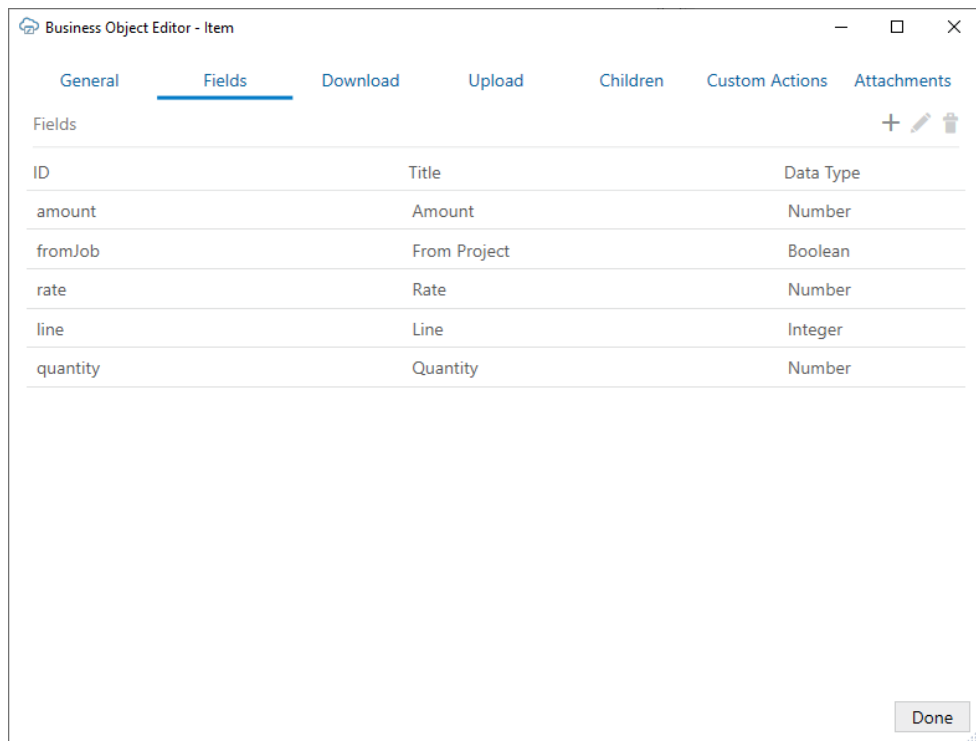 Business Object Editor - Item
General Fields Download Upload Children Custom Actions Attachments
Fields
ID Title Data Type
amount Amount Number
fromJob From Project Boolean
rate Rate Number
line Line Integer
quantity Quantity Number
Done